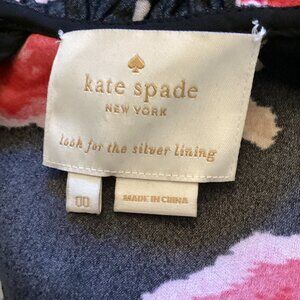 kate spade
NEW YORK
look for the silver lining
00
MADE IN CHINA